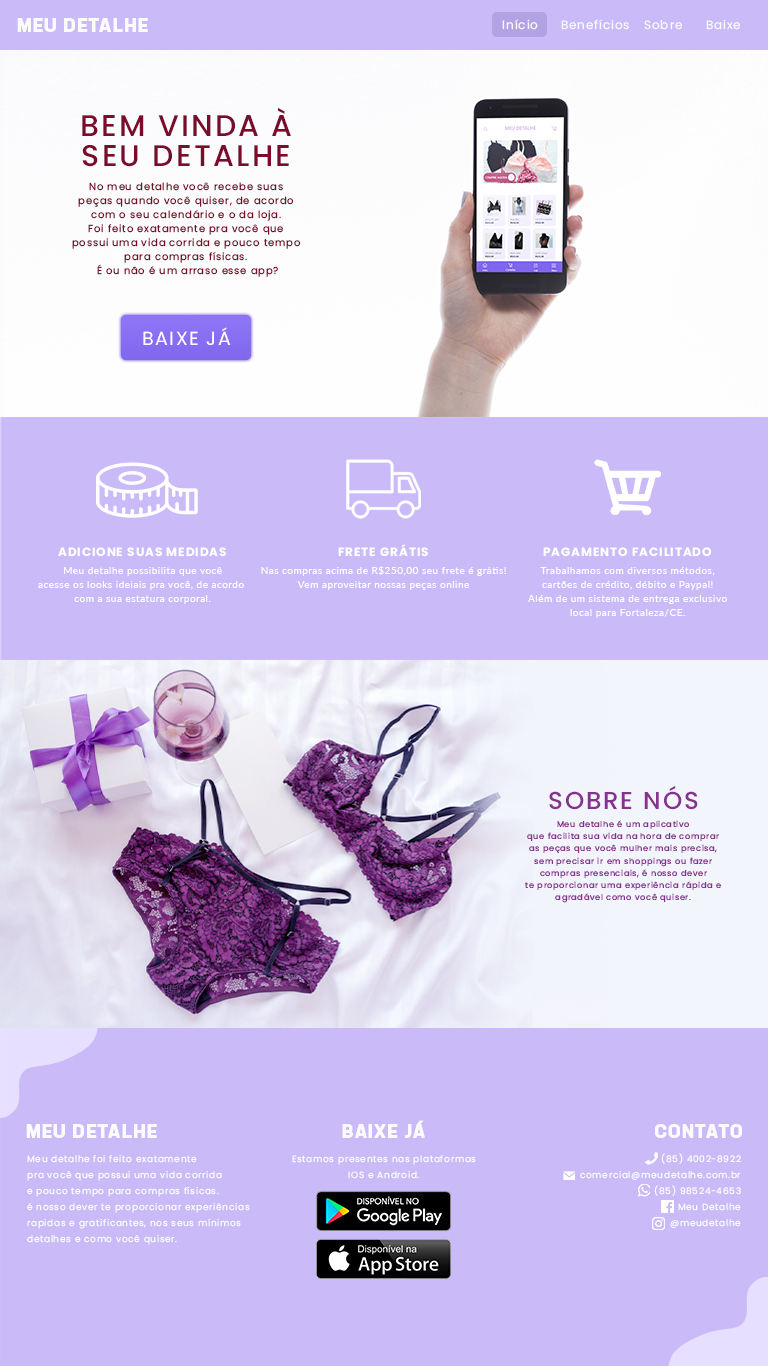 MEU DETALHE
Início
Benefícios
Sobre
Baixe
BEM VINDA À
SEU DETALHE
No meu detalhe você recebe suas
peças quando você quiser, de acordo
com o seu calendário e o da loja.
Foi feito exatamente pra você que
possui uma vida corrida e pouco tempo
para compras físicas.
É ou não é um arraso esse app?
BAIXE JÁ
MEU DETALHE
ADICIONE SUAS MEDIDAS
Meu detalhe possibilita que você
acesse os looks ideiais pra você, de acordo
com a sua estatura corporal.
FRETE GRÁTIS
Nas compras acima de R$250,00 seu frete é grátis!
Vem aproveitar nossas peças online
PAGAMENTO FACILITADO
Trabalhamos com diversos métodos,
cartões de crédito, débito e Paypal!
Além de um sistema de entrega exclusivo
local para Fortaleza/CE.
SOBRE NÓS
Meu detalhe é um aplicativo
que facilita sua vida na hora de comprar
as peças que você mulher mais precisa,
sem precisar ir em shoppings ou fazer
compras presenciais, é nosso dever
te proporcionar uma experiência rápida e
agradável como você quiser.
MEU DETALHE
Meu detalhe foi feito exatamente
pra você que possui uma vida corrida
e pouco tempo para compras físicas.
é nosso dever te proporcionar experiências
rapidas e gratificantes, nos seus mínimos
detalhes e como você quiser.
BAIXE JÁ
Estamos presentes nas plataformas
IOS e Android.
DISPONÍVEL NO
Google Play
Disponível na
App Store
CONTATO
(85) 4002-8922
comercial@meudetalhe.com.br
(85) 98524-4653
Meu Detalhe
@meudetalhe